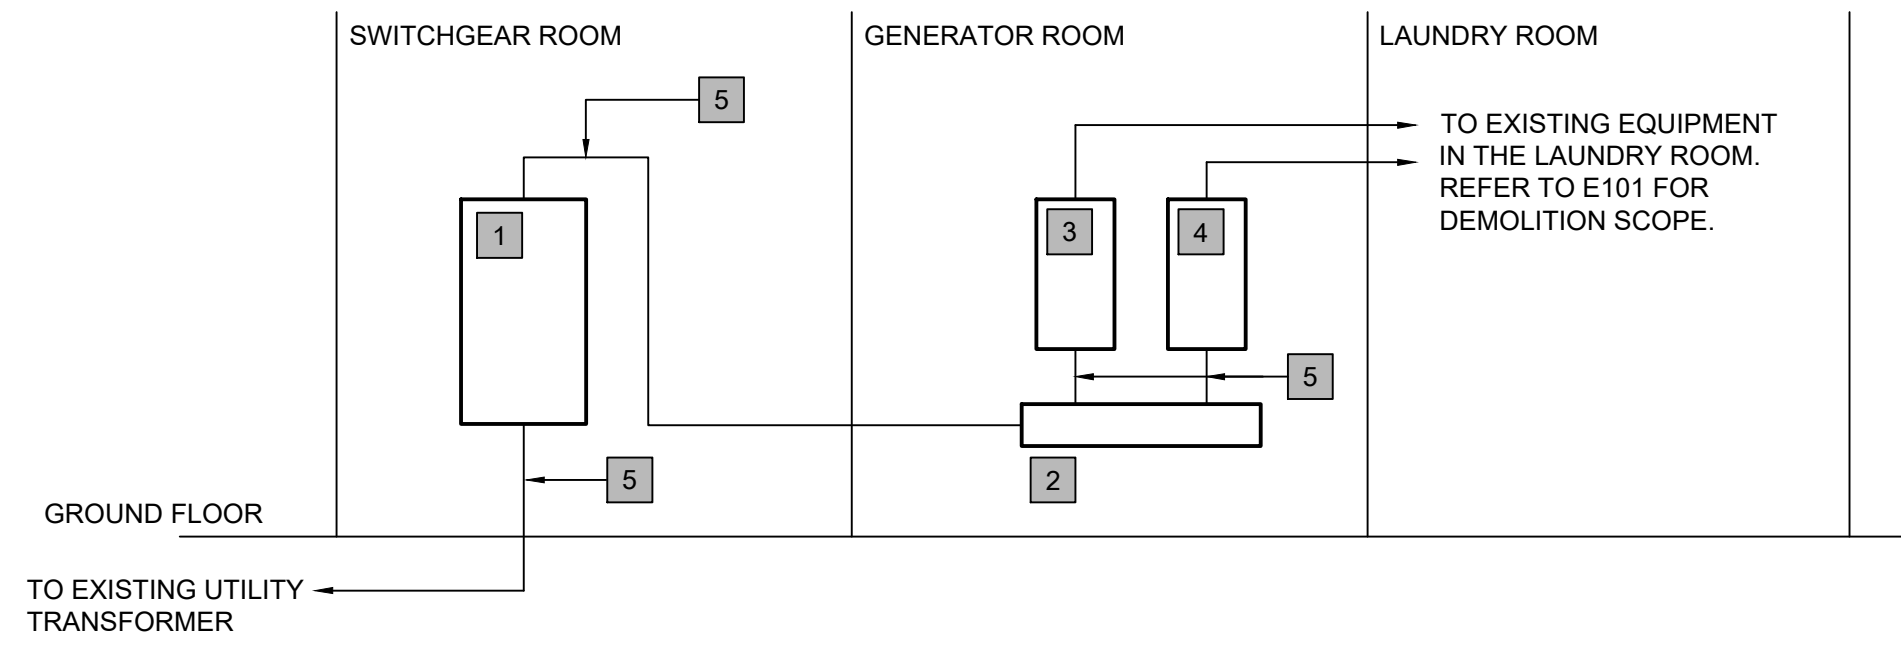 SWITCHGEAR ROOM
GENERATOR ROOM
LAUNDRY ROOM
5
TO EXISTING EQUIPMENT
IN THE LAUNDRY ROOM.
REFER TO E101 FOR
DEMOLITION SCOPE.
1
3
4
5
5
2
GROUND FLOOR
TO EXISTING UTILITY
TRANSFORMER